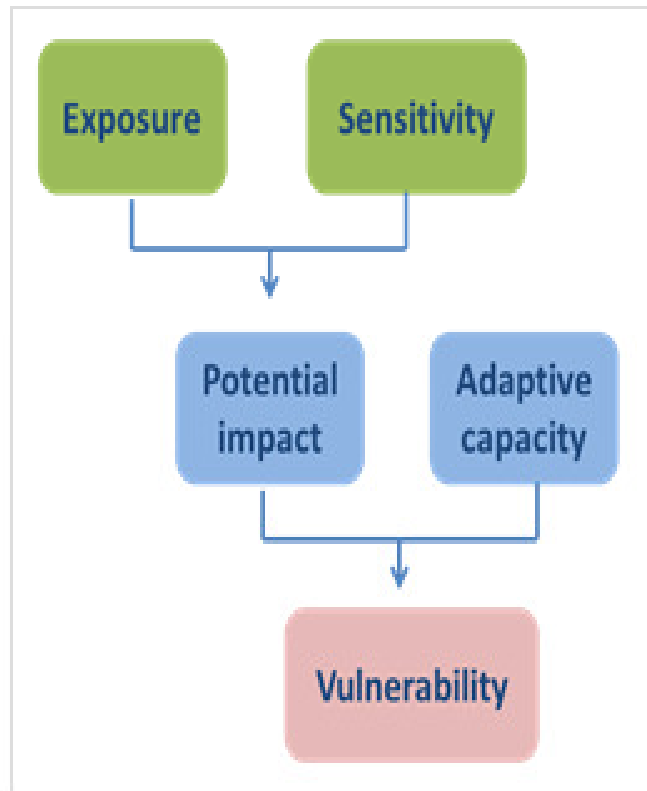 Exposure
Sensitivity
Potential
impact
Adaptive
capacity
Vulnerability